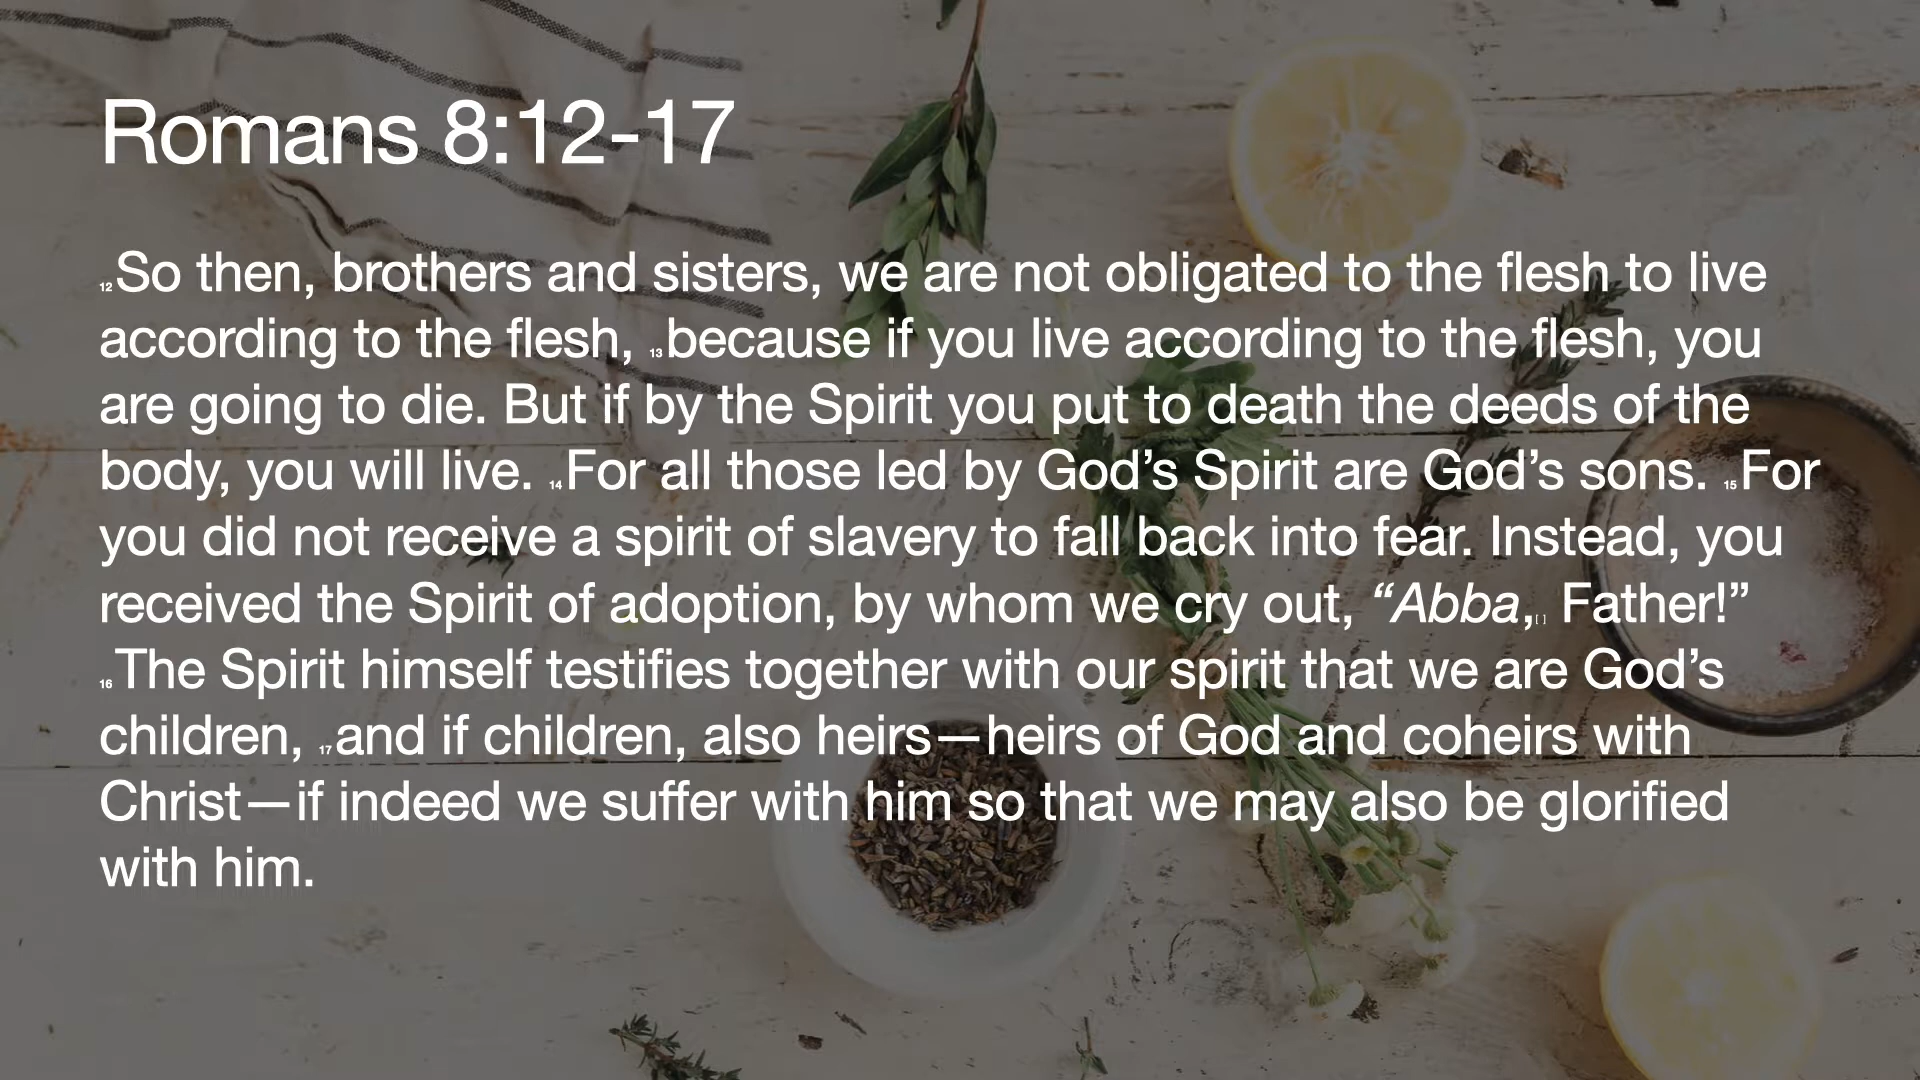 Romans 8:12-17
12So then, brothers and sisters, we are not obligated to the flesh to live
according to the flesh, 13because if you live according to the flesh, you
are going to die. But if by the Spirit you put to death the deeds of the
body, you will live. 14For all those led by God’s Spirit are God’s sons. 15For
you did not receive a spirit of slavery to fall back into fear. Instead, you
received the Spirit of adoption, by whom we cry out, “Abba,[ ] Father!”
16The Spirit himself testifies together with our spirit that we are God’s
children, 17and if children, also heirs—heirs of God and coheirs with
Christ—if indeed we suffer with him so that we may also be glorified
with him.